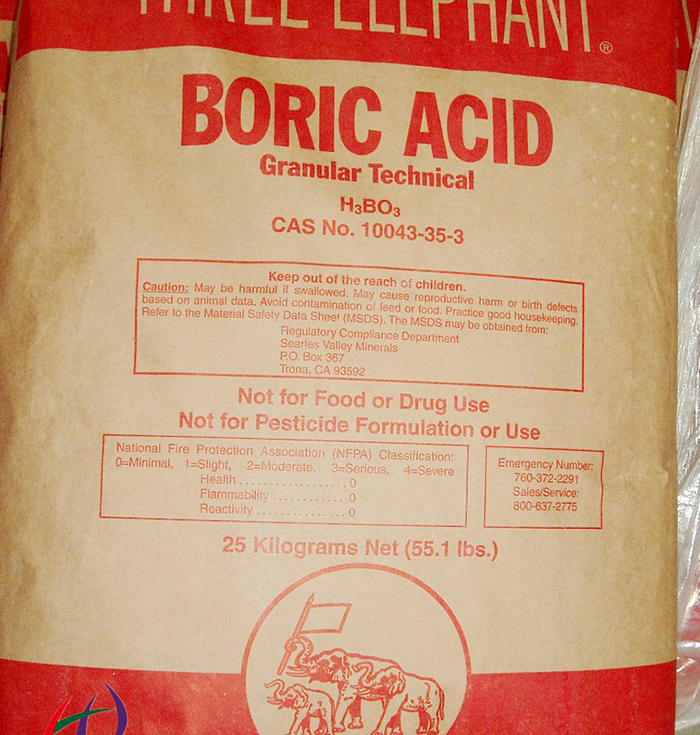 THREE ELEPHANT®
BORIC ACID
Granular Technical
H₃BO₃
CAS No. 10043-35-3
Keep out of the reach of children.
Caution: May be harmful if swallowed. May cause reproductive harm or birth defects
based on animal data. Avoid contamination of feed or food. Practice good housekeeping.
Refer to the Material Safety Data Sheet (MSDS). The MSDS may be obtained from:
Regulatory Compliance Department
Searles Valley Minerals
P.O. Box 367
Trona, CA 93592
Not for Food or Drug Use
Not for Pesticide Formulation or Use
National Fire Protection Association (NFPA) Classification:
0=Minimal, 1=Slight, 2=Moderate, 3=Serious, 4=Severe
Health . . . . . . . . . . . . . . . . . . 0
Flammability . . . . . . . . . . . . 0
Reactivity . . . . . . . . . . . . . . . 0
Emergency Number:
760-372-2291
Sales/Service:
800-637-2775
25 Kilograms Net (55.1 lbs.)